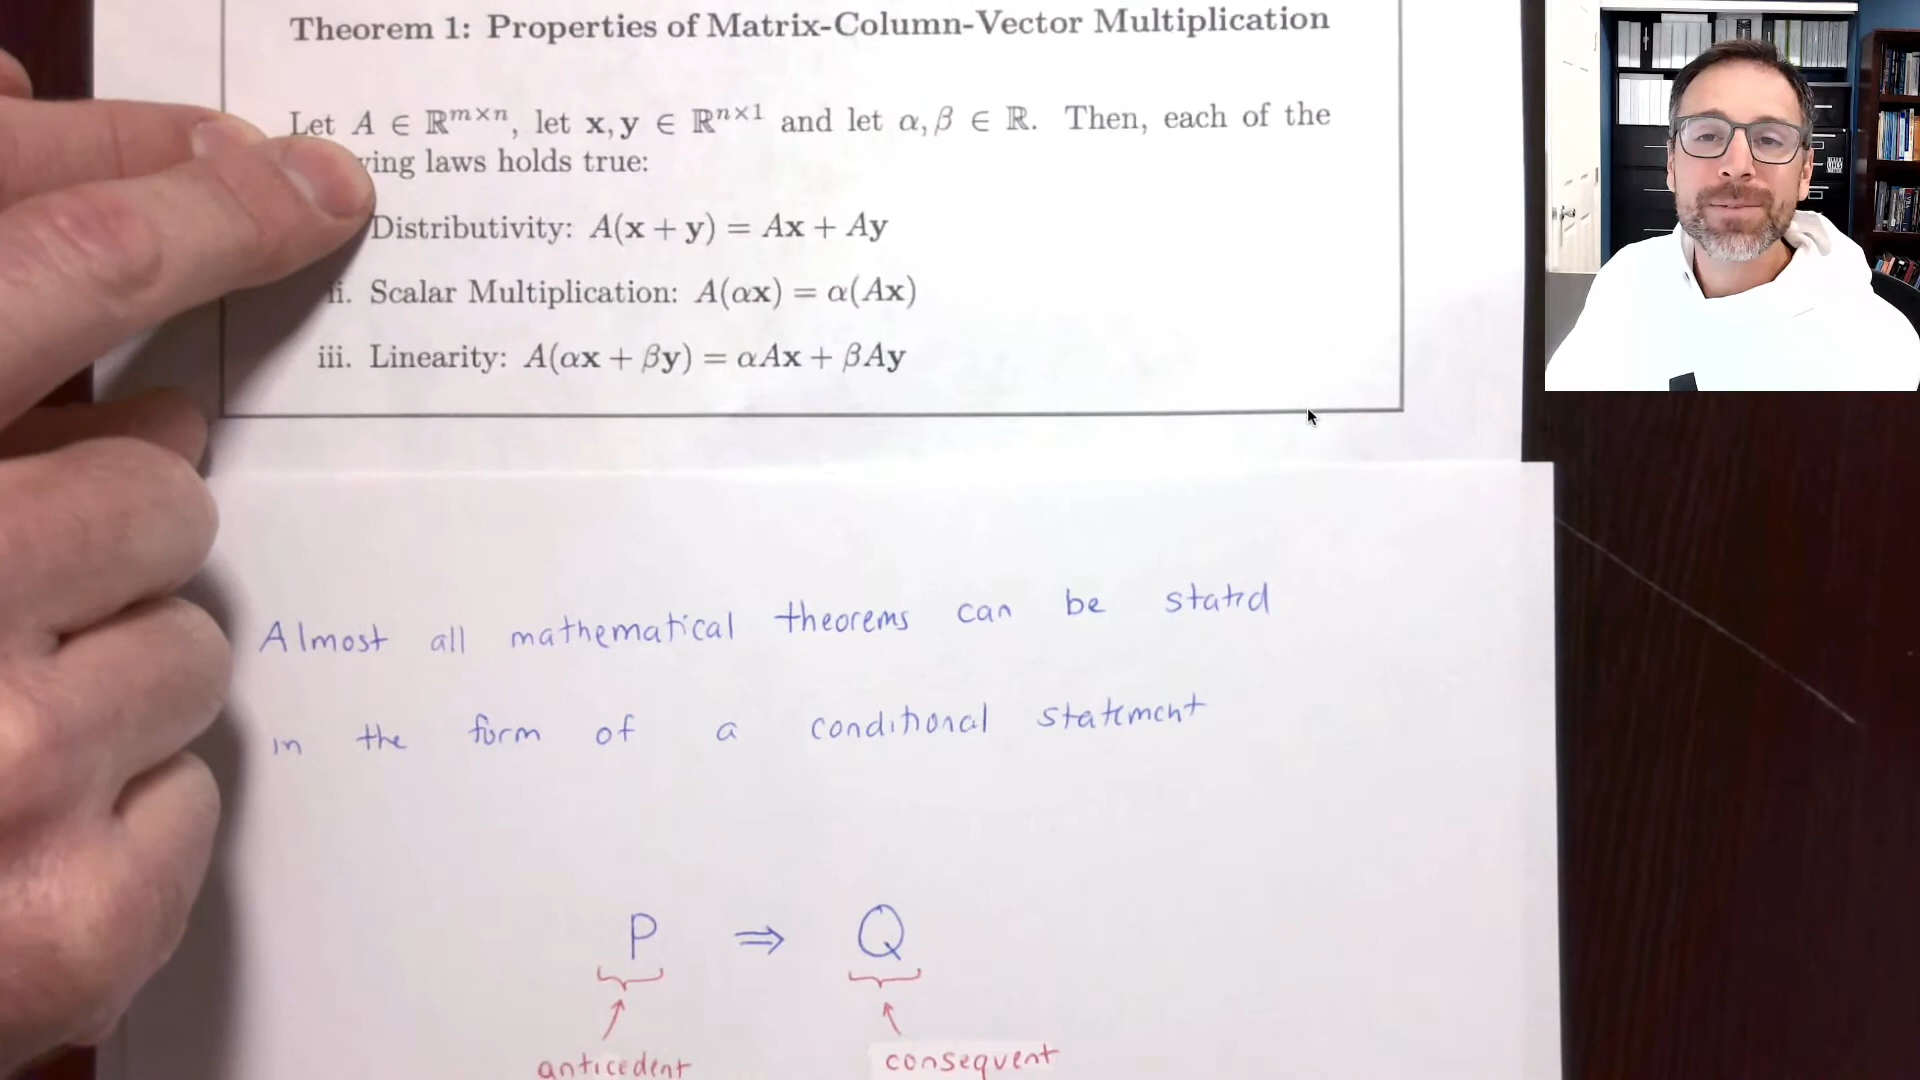 Theorem 1: Properties of Matrix-Column-Vector Multiplication
Let A ∈ ℝ^{m×n}, let x, y ∈ ℝ^{n×1} and let α, β ∈ ℝ. Then, each of the
ing laws holds true:
Distributivity: A(x + y) = Ax + Ay
ii. Scalar Multiplication: A(αx) = α(Ax)
iii. Linearity: A(αx + βy) = αAx + βAy
Almost all mathematical theorems can be stated
in the form of a conditional statement
P ⇒ Q
anticedent consequent